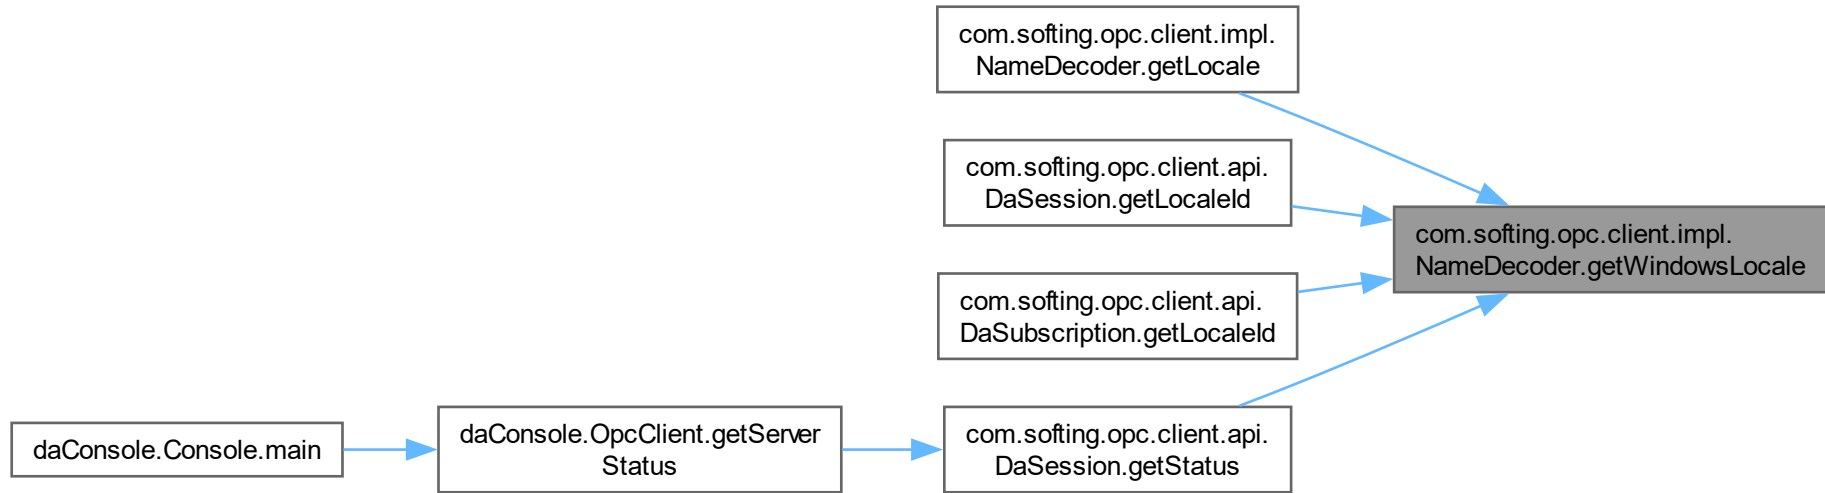 com.softing.opc.client.impl.
NameDecoder.getLocale
com.softing.opc.client.api.
DaSession.getLocaleId
com.softing.opc.client.impl.
NameDecoder.getWindowsLocale
com.softing.opc.client.api.
DaSubscription.getLocaleId
daConsole.Console.main
daConsole.OpcClient.getServer
Status
com.softing.opc.client.api.
DaSession.getStatus